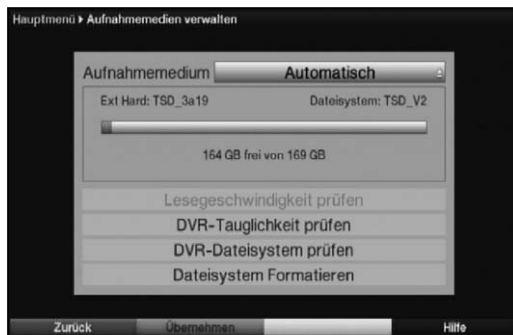 Hauptmenü ▸ Aufnahmemedien verwalten
Aufnahmemedium Automatisch
Ext Hard: TSD_3a19 Dateisystem: TSD_V2
164 GB frei von 169 GB
Lesegeschwindigkeit prüfen
DVR-Tauglichkeit prüfen
DVR-Dateisystem prüfen
Dateisystem Formatieren
Zurück Übernehmen Hilfe